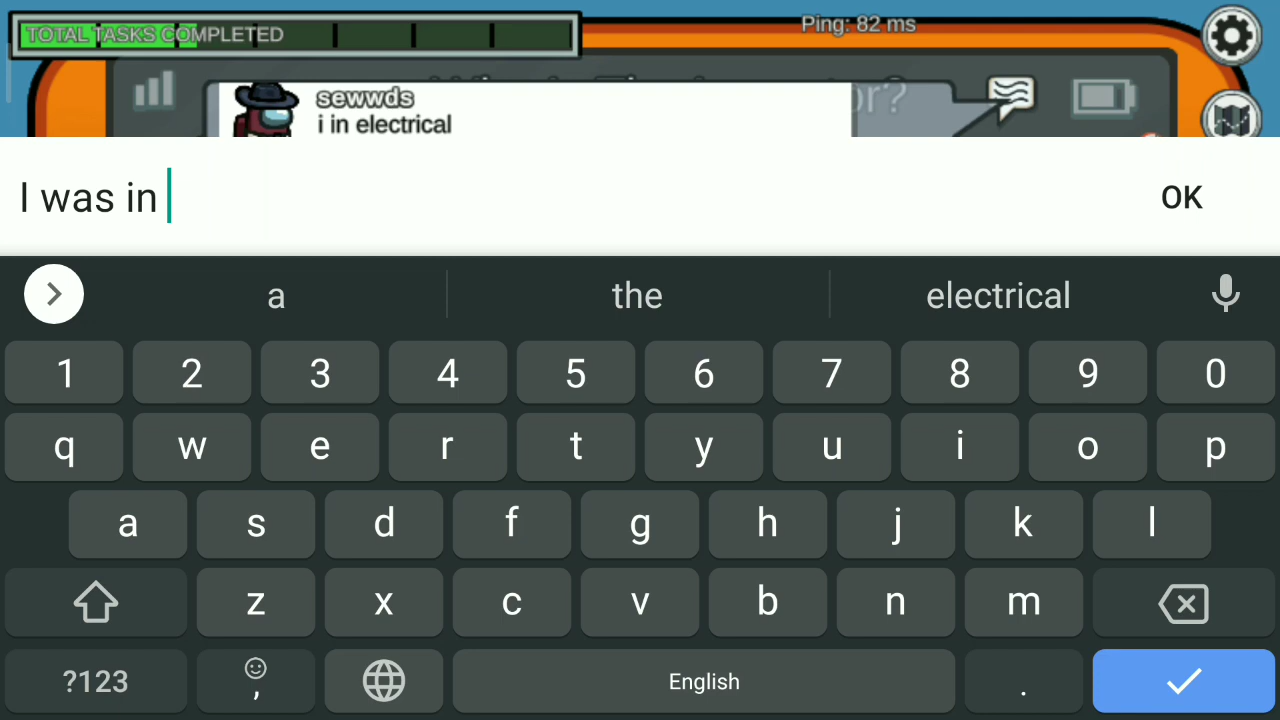 TOTAL TASKS COMPLETED
Ping: 82 ms
or?
sewwds
i in electrical
I was in
OK
a the electrical
1 2 3 4 5 6 7 8 9 0
q w e r t y u i o p
a s d f g h j k l
z x c v b n m
?123 , English .